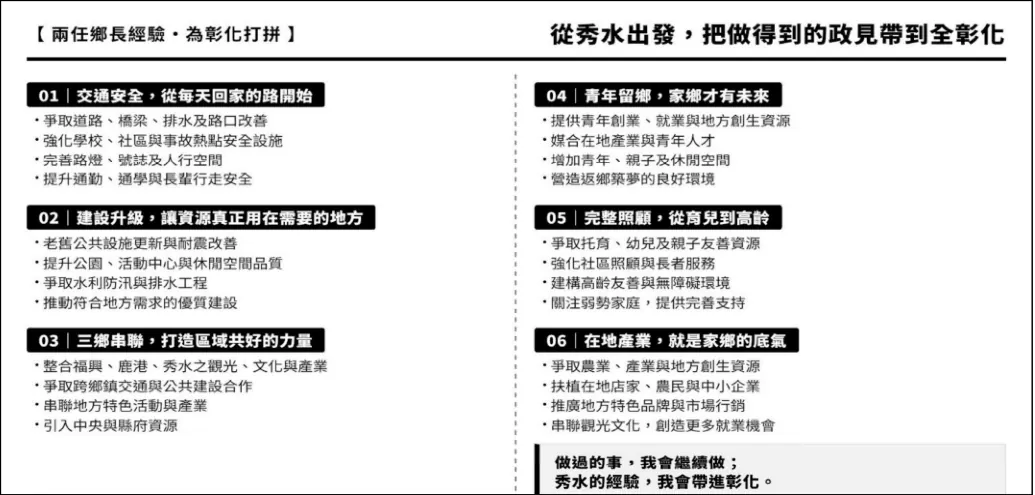 【 兩任鄉長經驗・為彰化打拼 】
從秀水出發，把做得到的政見帶到全彰化
01｜交通安全，從每天回家的路開始
・爭取道路、橋梁、排水及路口改善
・強化學校、社區與事故熱點安全設施
・完善路燈、號誌及人行空間
・提升通勤、通學與長輩行走安全
02｜建設升級，讓資源真正用在需要的地方
・老舊公共設施更新與耐震改善
・提升公園、活動中心與休閒空間品質
・爭取水利防汛與排水工程
・推動符合地方需求的優質建設
03｜三鄉串聯，打造區域共好的力量
・整合福興、鹿港、秀水之觀光、文化與產業
・爭取跨鄉鎮交通與公共建設合作
・串聯地方特色活動與產業
・引入中央與縣府資源
04｜青年留鄉，家鄉才有未來
・提供青年創業、就業與地方創生資源
・媒合在地產業與青年人才
・增加青年、親子及休閒空間
・營造返鄉築夢的良好環境
05｜完整照顧，從育兒到高齡
・爭取托育、幼兒及親子友善資源
・強化社區照顧與長者服務
・建構高齡友善與無障礙環境
・關注弱勢家庭，提供完善支持
06｜在地產業，就是家鄉的底氣
・爭取農業、產業與地方創生資源
・扶植在地店家、農民與中小企業
・推廣地方特色品牌與市場行銷
・串聯觀光文化，創造更多就業機會
做過的事，我會繼續做；
秀水的經驗，我會帶進彰化。